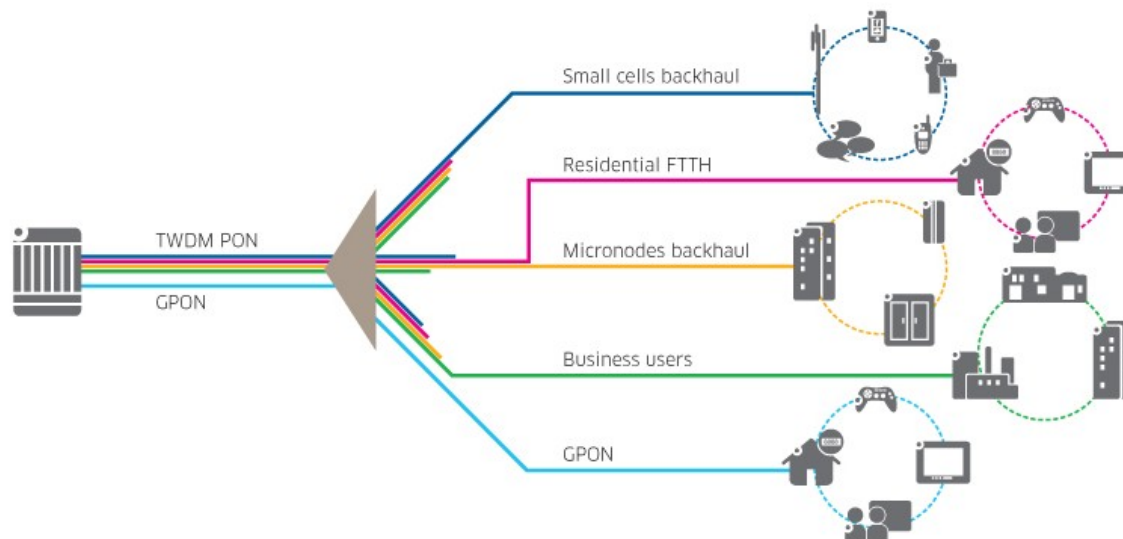 Small cells backhaul
Residential FTTH
TWDM PON
Micronodes backhaul
GPON
Business users
GPON